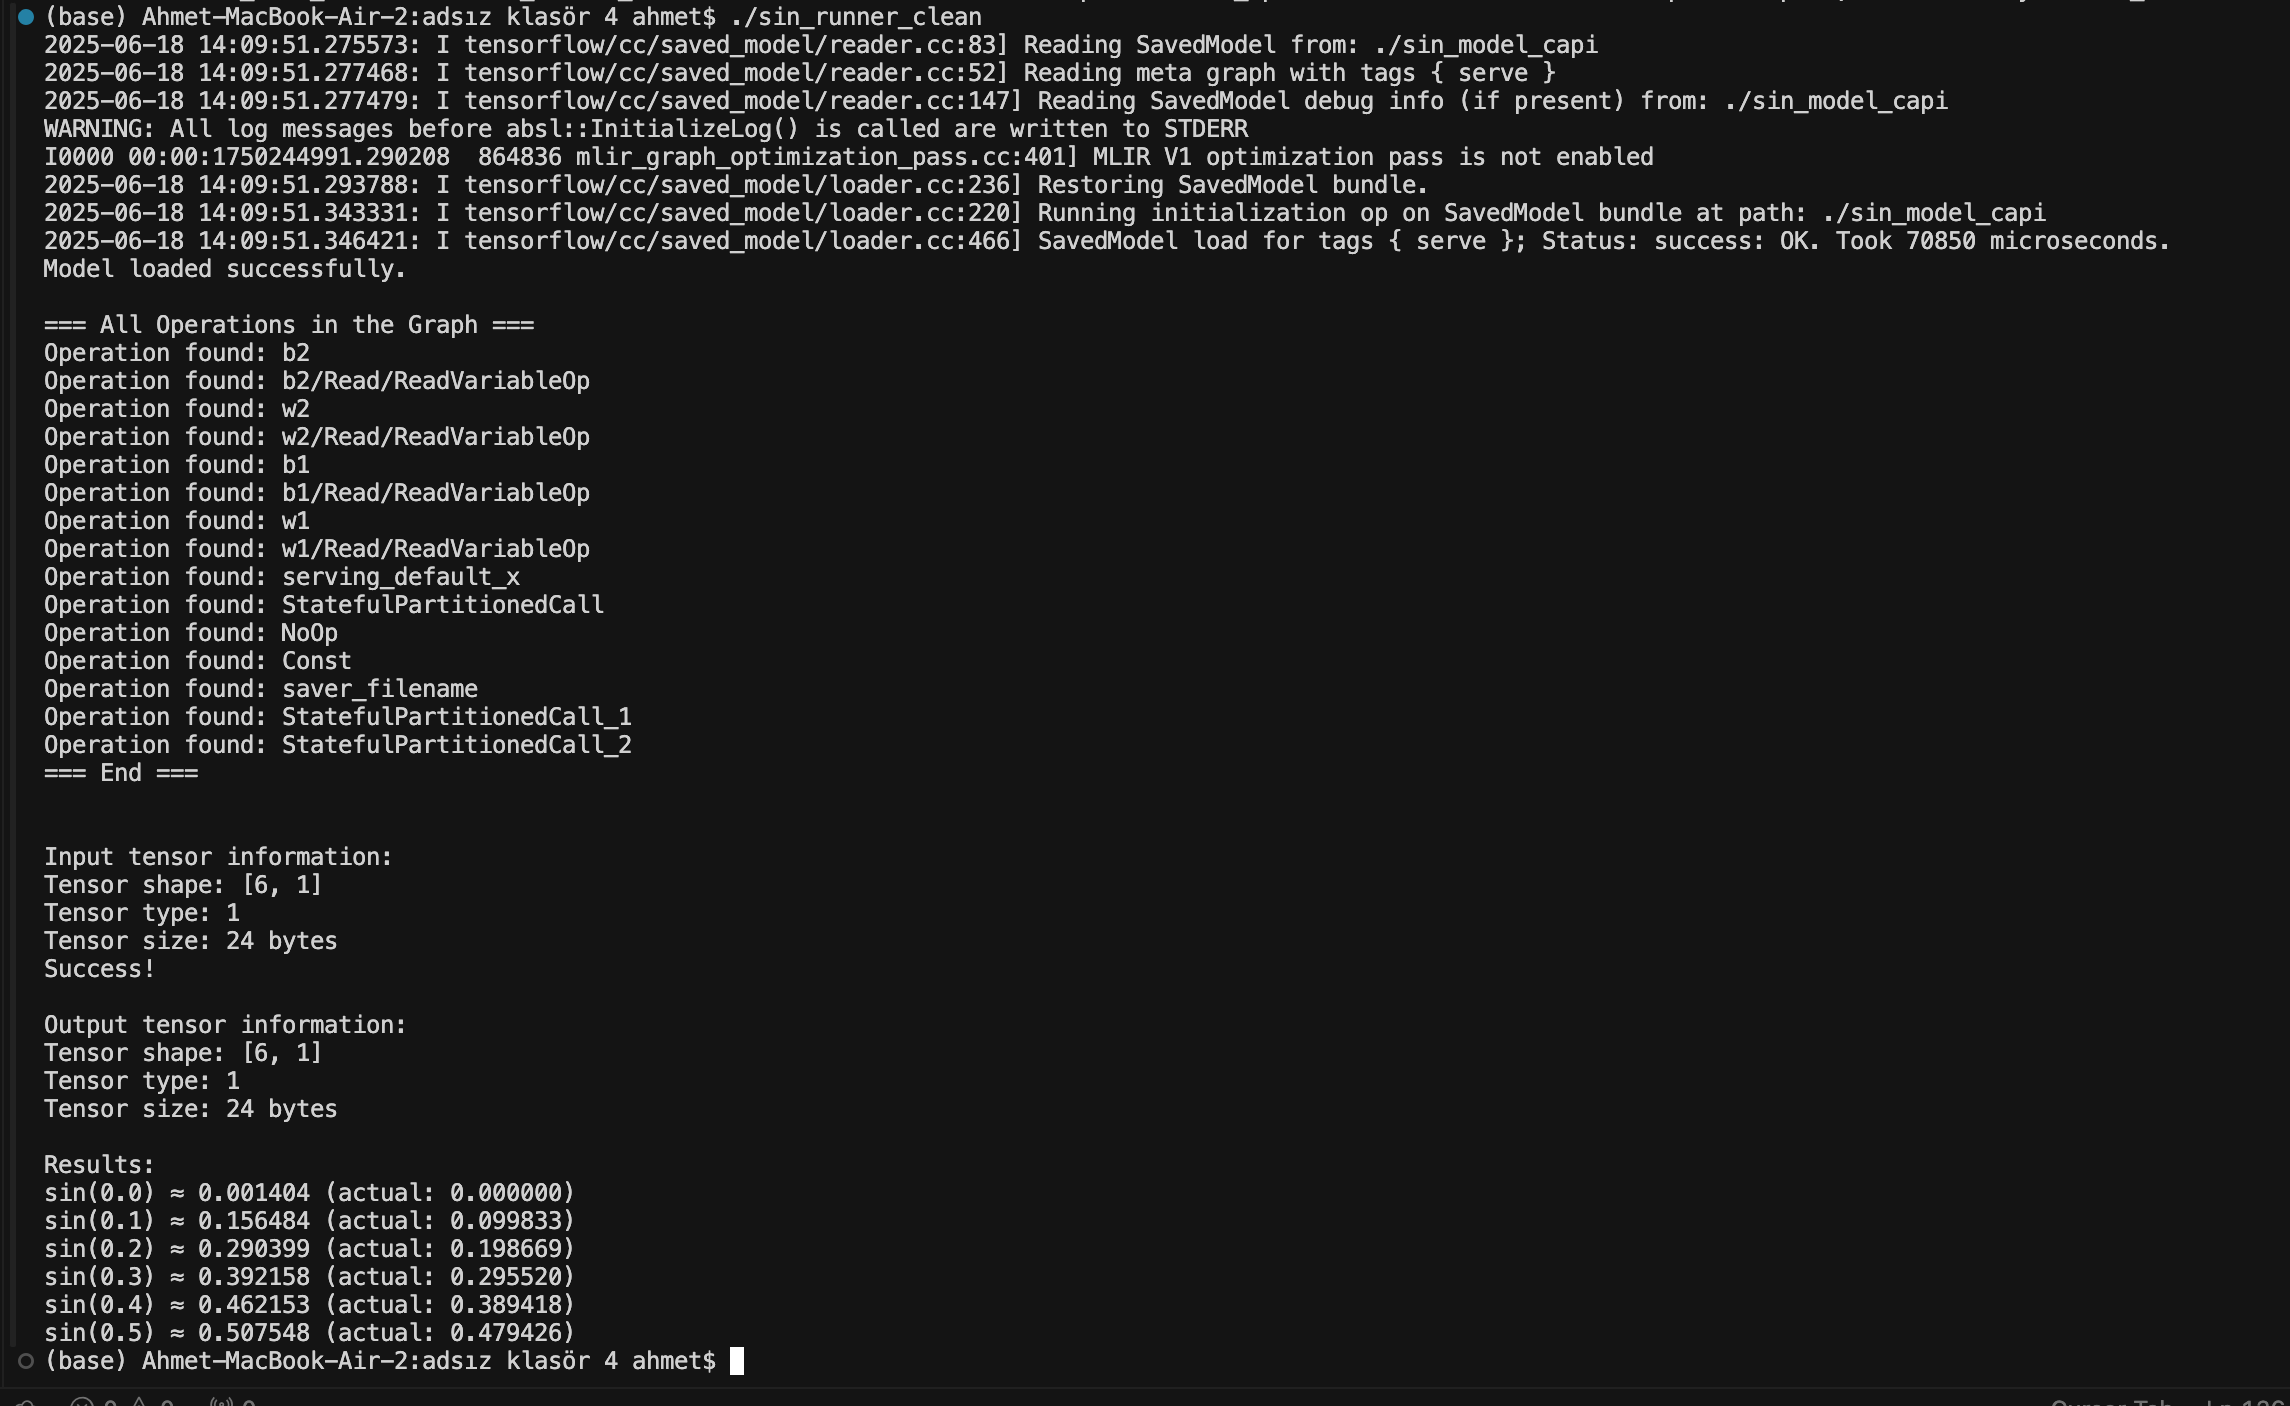 (base) Ahmet-MacBook-Air-2:adsız klasör 4 ahmet$ ./sin_runner_clean
2025-06-18 14:09:51.275573: I tensorflow/cc/saved_model/reader.cc:83] Reading SavedModel from: ./sin_model_capi
2025-06-18 14:09:51.277468: I tensorflow/cc/saved_model/reader.cc:52] Reading meta graph with tags { serve }
2025-06-18 14:09:51.277479: I tensorflow/cc/saved_model/reader.cc:147] Reading SavedModel debug info (if present) from: ./sin_model_capi
WARNING: All log messages before absl::InitializeLog() is called are written to STDERR
I0000 00:00:1750244991.290208  864836 mlir_graph_optimization_pass.cc:401] MLIR V1 optimization pass is not enabled
2025-06-18 14:09:51.293788: I tensorflow/cc/saved_model/loader.cc:236] Restoring SavedModel bundle.
2025-06-18 14:09:51.343331: I tensorflow/cc/saved_model/loader.cc:220] Running initialization op on SavedModel bundle at path: ./sin_model_capi
2025-06-18 14:09:51.346421: I tensorflow/cc/saved_model/loader.cc:466] SavedModel load for tags { serve }; Status: success: OK. Took 70850 microseconds.
Model loaded successfully.
=== All Operations in the Graph ===
Operation found: b2
Operation found: b2/Read/ReadVariableOp
Operation found: w2
Operation found: w2/Read/ReadVariableOp
Operation found: b1
Operation found: b1/Read/ReadVariableOp
Operation found: w1
Operation found: w1/Read/ReadVariableOp
Operation found: serving_default_x
Operation found: StatefulPartitionedCall
Operation found: NoOp
Operation found: Const
Operation found: saver_filename
Operation found: StatefulPartitionedCall_1
Operation found: StatefulPartitionedCall_2
=== End ===
Input tensor information:
Tensor shape: [6, 1]
Tensor type: 1
Tensor size: 24 bytes
Success!
Output tensor information:
Tensor shape: [6, 1]
Tensor type: 1
Tensor size: 24 bytes
Results:
sin(0.0) ≈ 0.001404 (actual: 0.000000)
sin(0.1) ≈ 0.156484 (actual: 0.099833)
sin(0.2) ≈ 0.290399 (actual: 0.198669)
sin(0.3) ≈ 0.392158 (actual: 0.295520)
sin(0.4) ≈ 0.462153 (actual: 0.389418)
sin(0.5) ≈ 0.507548 (actual: 0.479426)
(base) Ahmet-MacBook-Air-2:adsız klasör 4 ahmet$